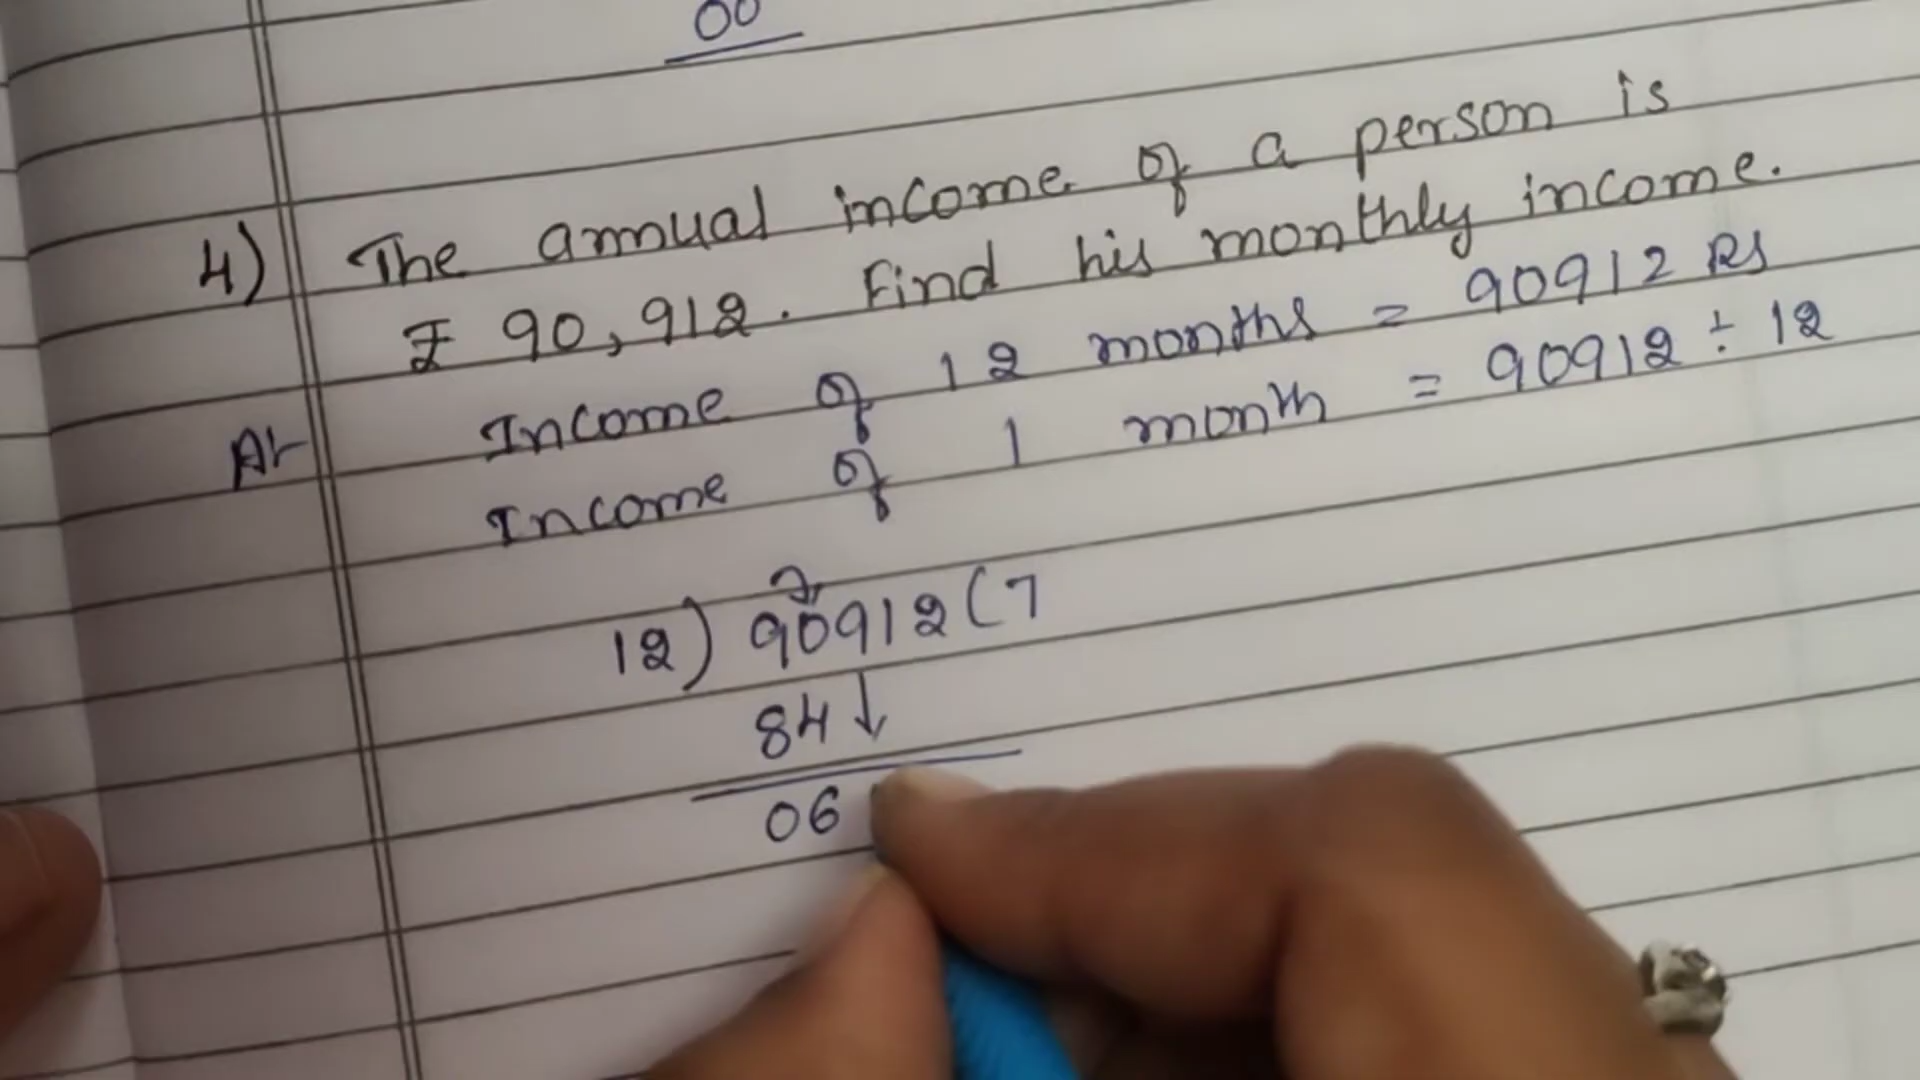 00
4) The annual income of a person is
₹ 90,912. Find his monthly income.
Income of 12 months = 90912 Rs
Income of 1 month = 90912 ÷ 12
12) 90912 (7
84↓
06